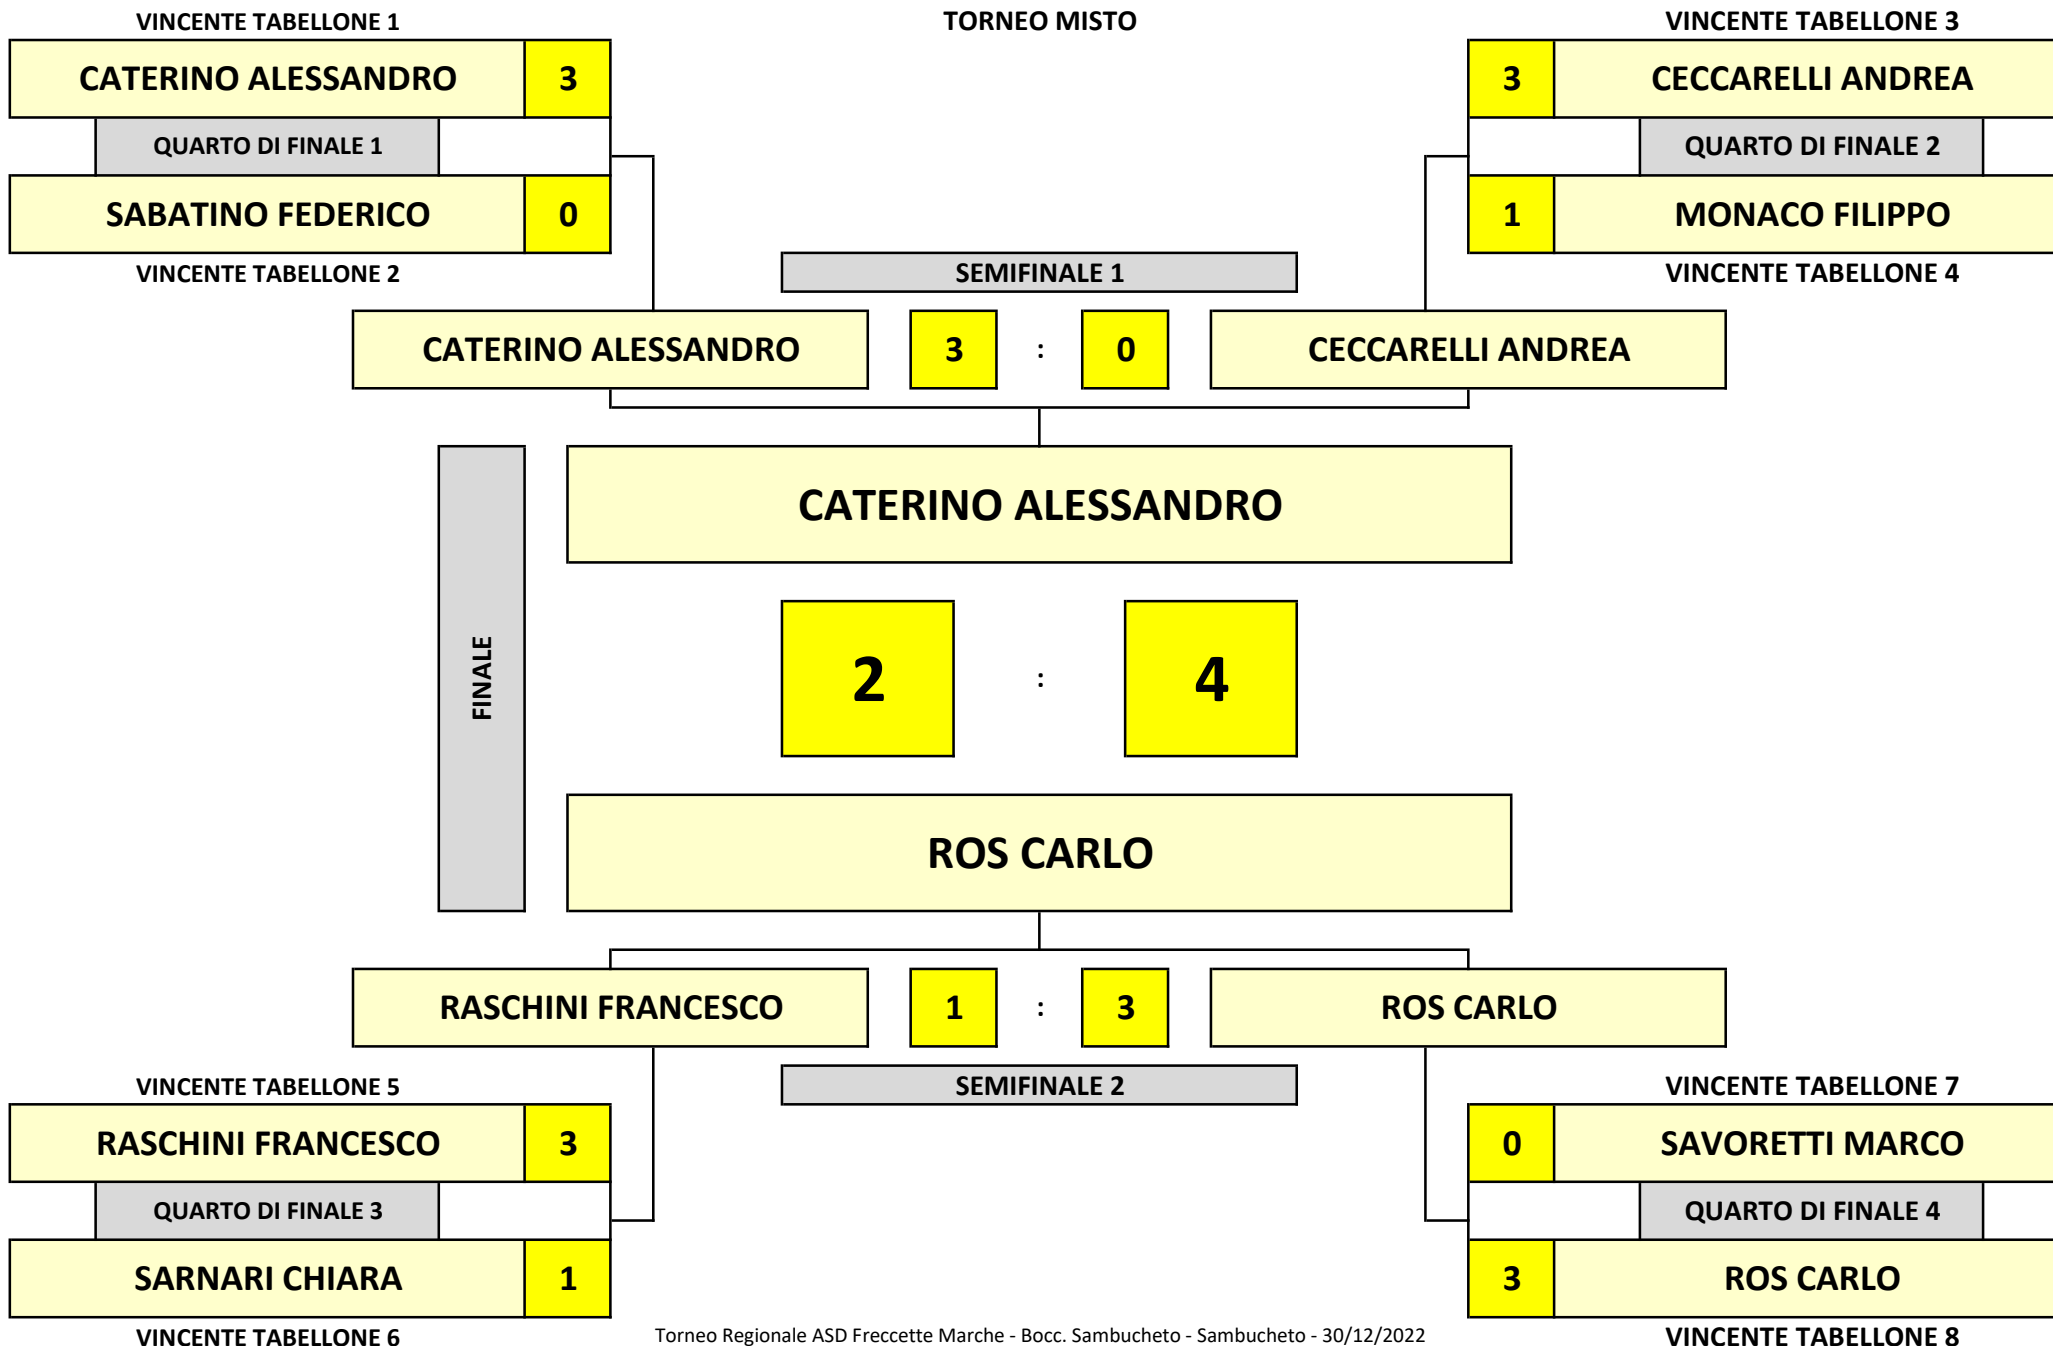 VINCENTE TABELLONE 1
TORNEO MISTO
VINCENTE TABELLONE 3
CATERINO ALESSANDRO 3
3 CECCARELLI ANDREA
QUARTO DI FINALE 1
QUARTO DI FINALE 2
SABATINO FEDERICO 0
1 MONACO FILIPPO
VINCENTE TABELLONE 2
SEMIFINALE 1
VINCENTE TABELLONE 4
CATERINO ALESSANDRO 3 : 0 CECCARELLI ANDREA
CATERINO ALESSANDRO
FINALE
2 : 4
ROS CARLO
RASCHINI FRANCESCO 1 : 3 ROS CARLO
VINCENTE TABELLONE 5
SEMIFINALE 2
VINCENTE TABELLONE 7
RASCHINI FRANCESCO 3
0 SAVORETTI MARCO
QUARTO DI FINALE 3
QUARTO DI FINALE 4
SARNARI CHIARA 1
3 ROS CARLO
VINCENTE TABELLONE 6
Torneo Regionale ASD Freccette Marche - Bocc. Sambucheto - Sambucheto - 30/12/2022
VINCENTE TABELLONE 8